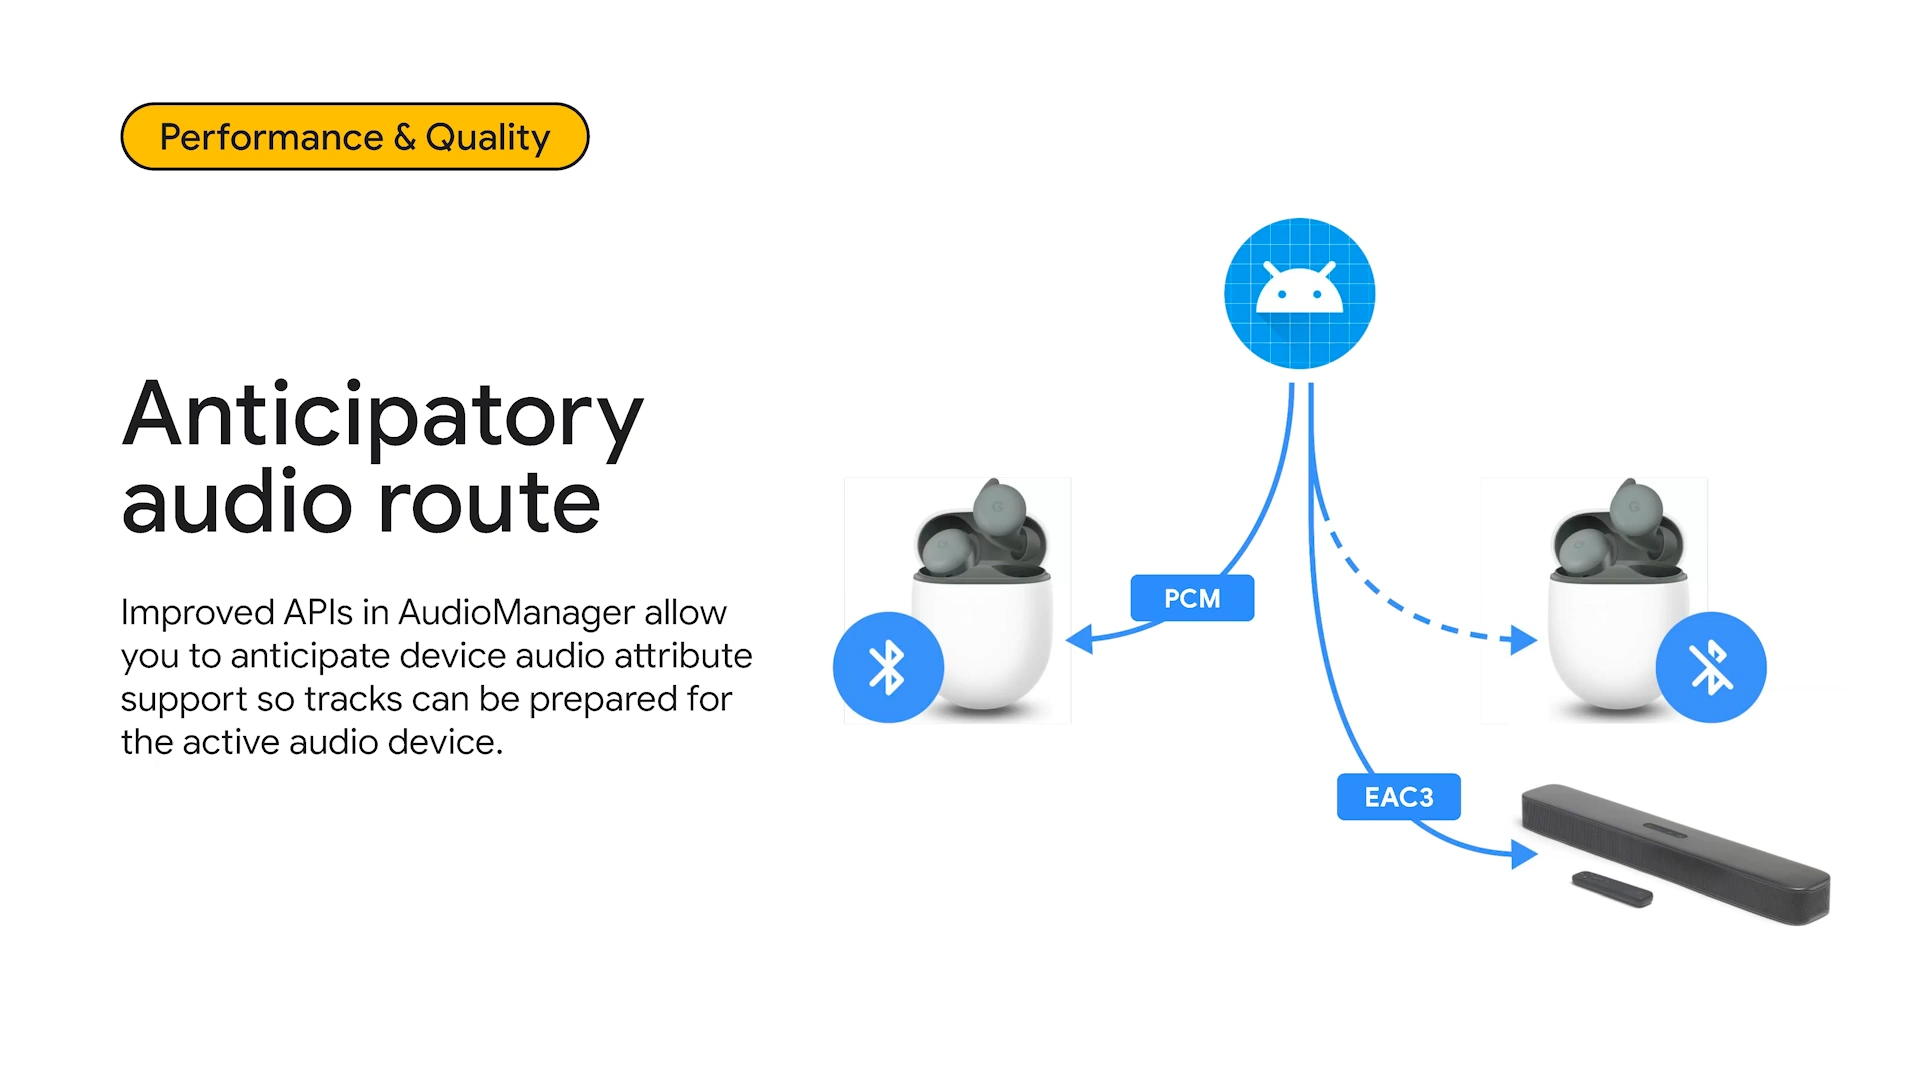 Performance & Quality
Anticipatory
audio route
Improved APIs in AudioManager allow
you to anticipate device audio attribute
support so tracks can be prepared for
the active audio device.
PCM
EAC3